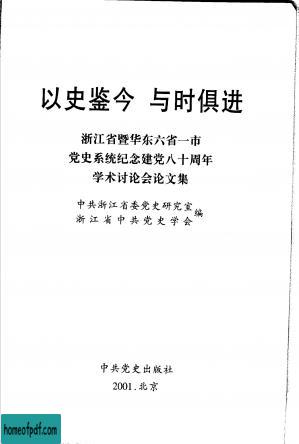 以史鉴今 与时俱进
浙江省暨华东六省一市
党史系统纪念建党八十周年
学术讨论会论文集
中共浙江省委党史研究室
浙江省中共党史学会 编
中共党史出版社
2001.北京
homeofpdf.com